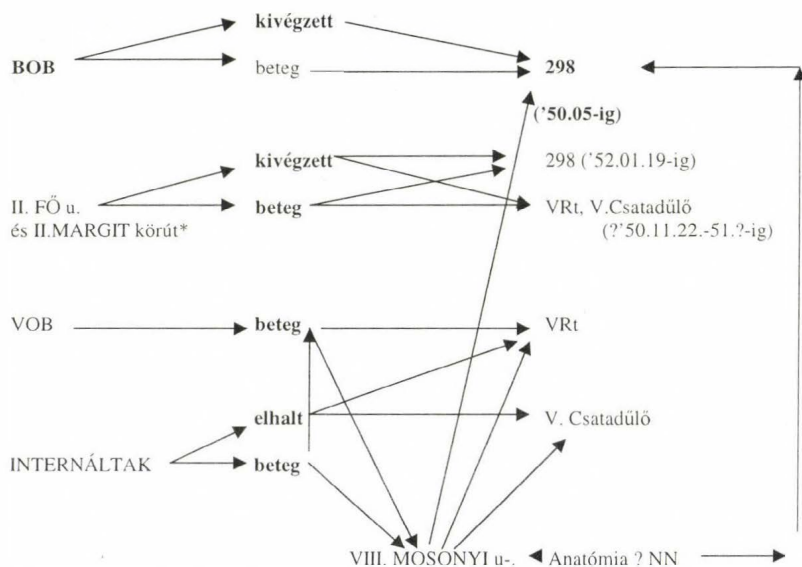 kivégzett
BOB beteg 298
('50.05-ig)
kivégzett 298 ('52.01.19-ig)
II. FŐ u. beteg VRt, V.Csatadűlő
és II.MARGIT körút* (?'50.11.22.-51.?-ig)
VOB beteg VRt
elhalt V. Csatadűlő
INTERNÁLTAK beteg
VIII. MOSONYI u-. Anatómia ? NN